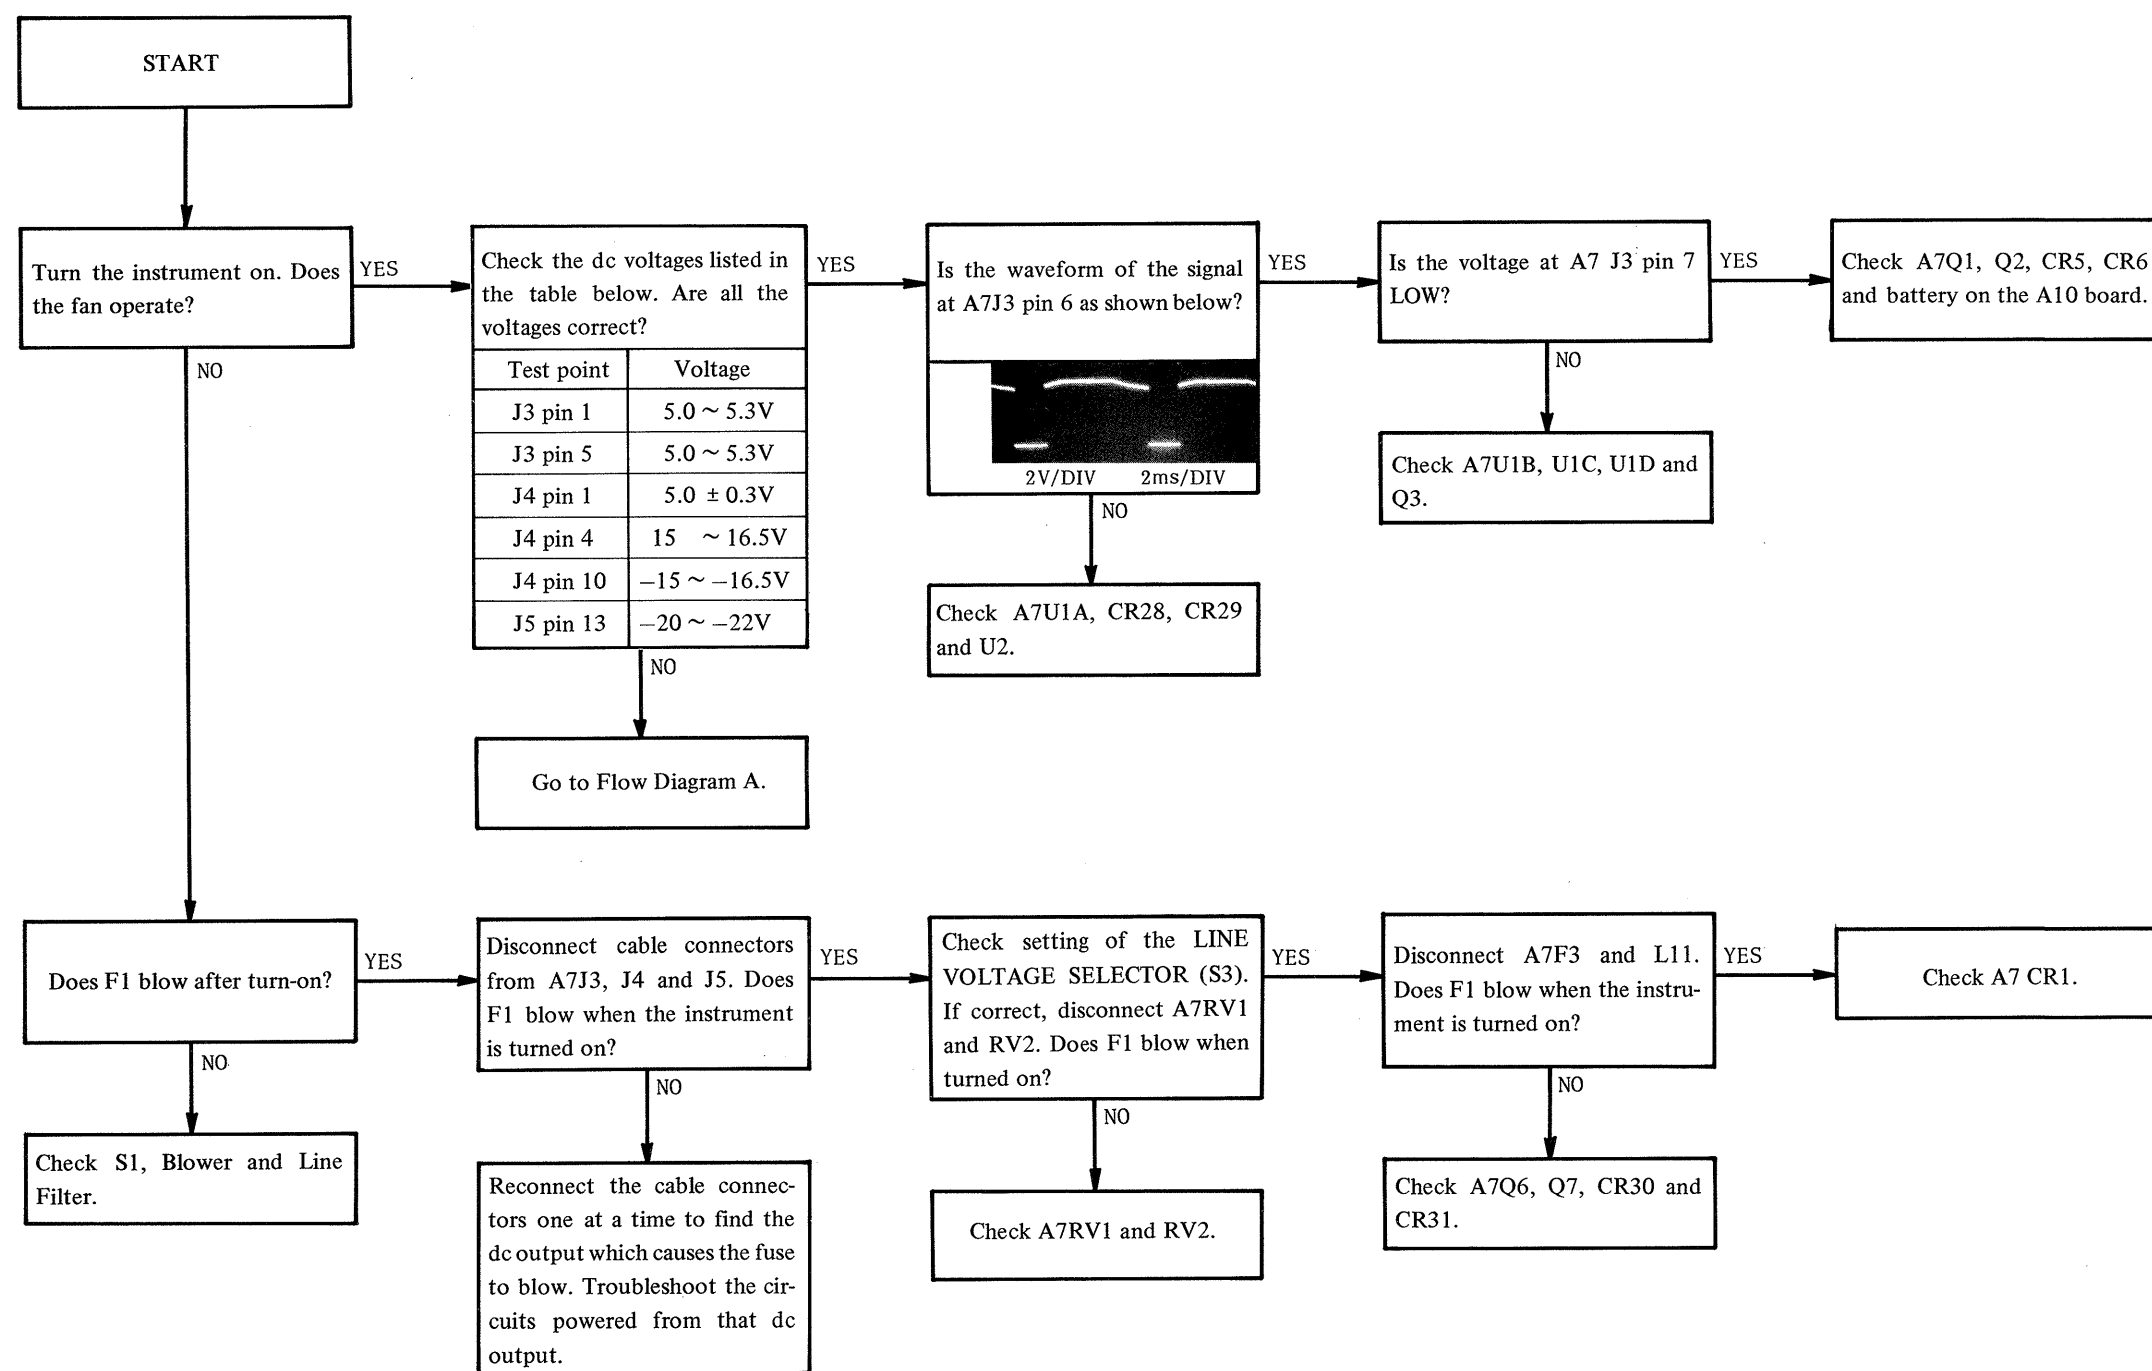 START
Turn the instrument on. Does
the fan operate?
YES
NO
Check the dc voltages listed in
the table below. Are all the
voltages correct?
Test point Voltage
J3 pin 1 5.0 ~ 5.3V
J3 pin 5 5.0 ~ 5.3V
J4 pin 1 5.0 ± 0.3V
J4 pin 4 15 ~ 16.5V
J4 pin 10 −15 ~ −16.5V
J5 pin 13 −20 ~ −22V
YES
NO
Go to Flow Diagram A.
Is the waveform of the signal
at A7J3 pin 6 as shown below?
2V/DIV 2ms/DIV
YES
NO
Check A7U1A, CR28, CR29
and U2.
Is the voltage at A7 J3 pin 7
LOW?
YES
NO
Check A7U1B, U1C, U1D and
Q3.
Check A7Q1, Q2, CR5, CR6
and battery on the A10 board.
Does F1 blow after turn-on?
YES
NO
Check S1, Blower and Line
Filter.
Disconnect cable connectors
from A7J3, J4 and J5. Does
F1 blow when the instrument
is turned on?
YES
NO
Reconnect the cable connec-
tors one at a time to find the
dc output which causes the fuse
to blow. Troubleshoot the cir-
cuits powered from that dc
output.
Check setting of the LINE
VOLTAGE SELECTOR (S3).
If correct, disconnect A7RV1
and RV2. Does F1 blow when
turned on?
YES
NO
Check A7RV1 and RV2.
Disconnect A7F3 and L11.
Does F1 blow when the instru-
ment is turned on?
YES
NO
Check A7Q6, Q7, CR30 and
CR31.
Check A7 CR1.